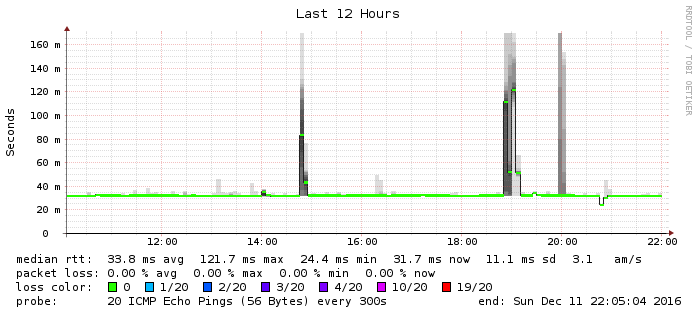 Last 12 Hours
RRDTOOL / TOBI OETIKER
Seconds
160 m
140 m
120 m
100 m
80 m
60 m
40 m
20 m
0
12:00 14:00 16:00 18:00 20:00 22:00
median rtt: 33.8 ms avg 121.7 ms max 24.4 ms min 31.7 ms now 11.1 ms sd 3.1 am/s
packet loss: 0.00 % avg 0.00 % max 0.00 % min 0.00 % now
loss color: 0 1/20 2/20 3/20 4/20 10/20 19/20
probe: 20 ICMP Echo Pings (56 Bytes) every 300s end: Sun Dec 11 22:05:04 2016